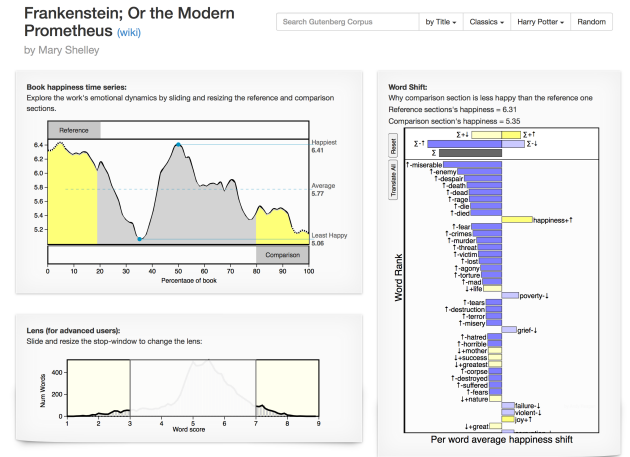 Frankenstein; Or the Modern
Prometheus (wiki)
by Mary Shelley
Search Gutenberg Corpus
by Title
Classics
Harry Potter
Random
Book happiness time series:
Explore the work's emotional dynamics by sliding and resizing the reference and comparison
sections.
Reference
6.4
6.2
6.0
5.8
5.6
5.4
5.2
Happiest
6.41
Average
5.77
Least Happy
5.06
Comparison
0 10 20 30 40 50 60 70 80 90 100
Percentage of book
Lens (for advanced users):
Slide and resize the stop-window to change the lens:
Num Words
400
200
0
1 2 3 4 5 6 7 8 9
Word score
Word Shift:
Why comparison section is less happy than the reference one
Reference sections's happiness = 6.31
Comparison section's happiness = 5.35
Translate All
Reset
Σ+↓ Σ+↑
Σ-↑ Σ-↓
Σ
Word Rank
↑-miserable
↑-enemy
↑-despair
↑-death
↑-dead
↑-rage
↑-die
↑-died
happiness+↑
↑-fear
↑-crimes
↑-murder
↑-threat
↑-victim
↑-lost
↑-agony
↑-torture
↑-mad
↓+life
poverty-↓
↑-tears
↑-destruction
↑-terror
↑-misery
grief-↓
↑-hatred
↑-horrible
↓+mother
↓+success
↓+greatest
↑-corpse
↑-destroyed
↑-suffered
↑-fears
↓+nature
failure-↓
violent-↓
joy+↑
↓+great
Per word average happiness shift